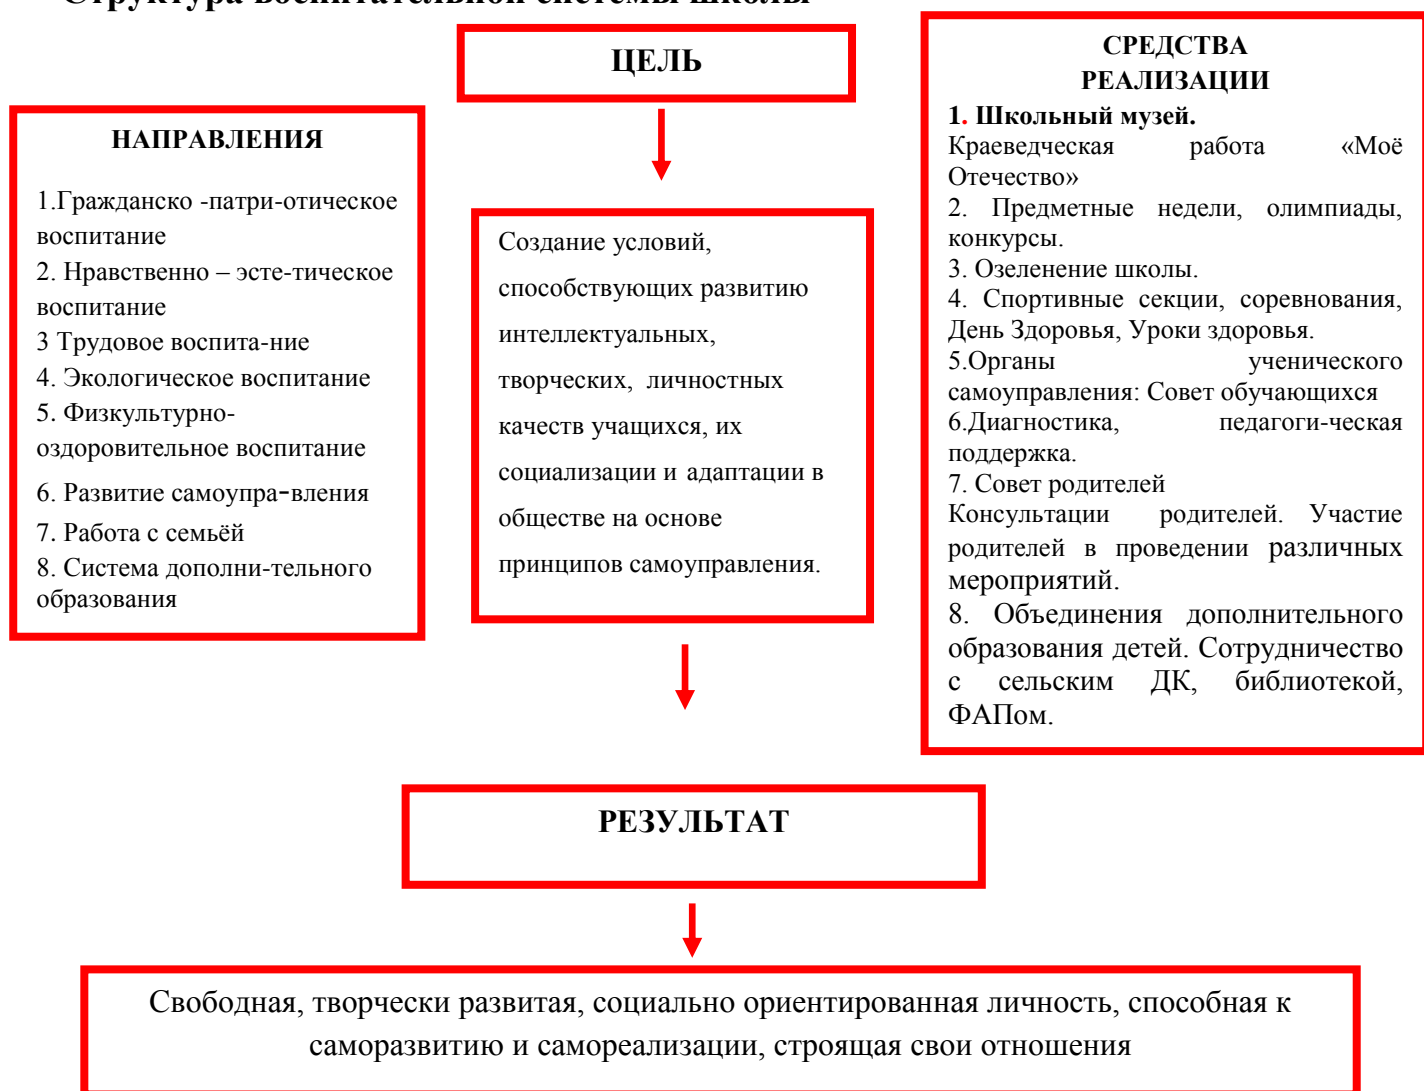 Структура воспитательной системы школы
ЦЕЛЬ
НАПРАВЛЕНИЯ
1.Гражданско -патри-отическое
воспитание
2. Нравственно – эсте-тическое
воспитание
3 Трудовое воспита-ние
4. Экологическое воспитание
5. Физкультурно-
оздоровительное воспитание
6. Развитие самоупра-вления
7. Работа с семьёй
8. Система дополни-тельного
образования
Создание условий,
способствующих развитию
интеллектуальных,
творческих, личностных
качеств учащихся, их
социализации и адаптации в
обществе на основе
принципов самоуправления.
СРЕДСТВА
РЕАЛИЗАЦИИ
1. Школьный музей.
Краеведческая работа «Моё
Отечество»
2. Предметные недели, олимпиады,
конкурсы.
3. Озеленение школы.
4. Спортивные секции, соревнования,
День Здоровья, Уроки здоровья.
5.Органы ученического
самоуправления: Совет обучающихся
6.Диагностика, педагоги-ческая
поддержка.
7. Совет родителей
Консультации родителей. Участие
родителей в проведении различных
мероприятий.
8. Объединения дополнительного
образования детей. Сотрудничество
с сельским ДК, библиотекой,
ФАПом.
РЕЗУЛЬТАТ
Свободная, творчески развитая, социально ориентированная личность, способная к
саморазвитию и самореализации, строящая свои отношения